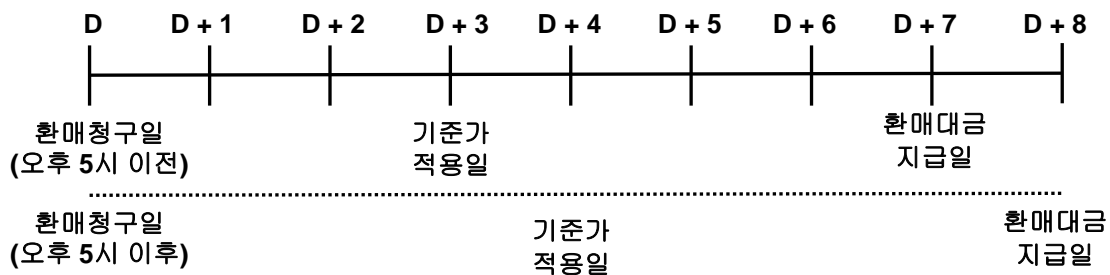 D D + 1 D + 2 D + 3 D + 4 D + 5 D + 6 D + 7 D + 8
환매청구일
(오후 5시 이전)
기준가
적용일
환매대금
지급일
환매청구일
(오후 5시 이후)
기준가
적용일
환매대금
지급일